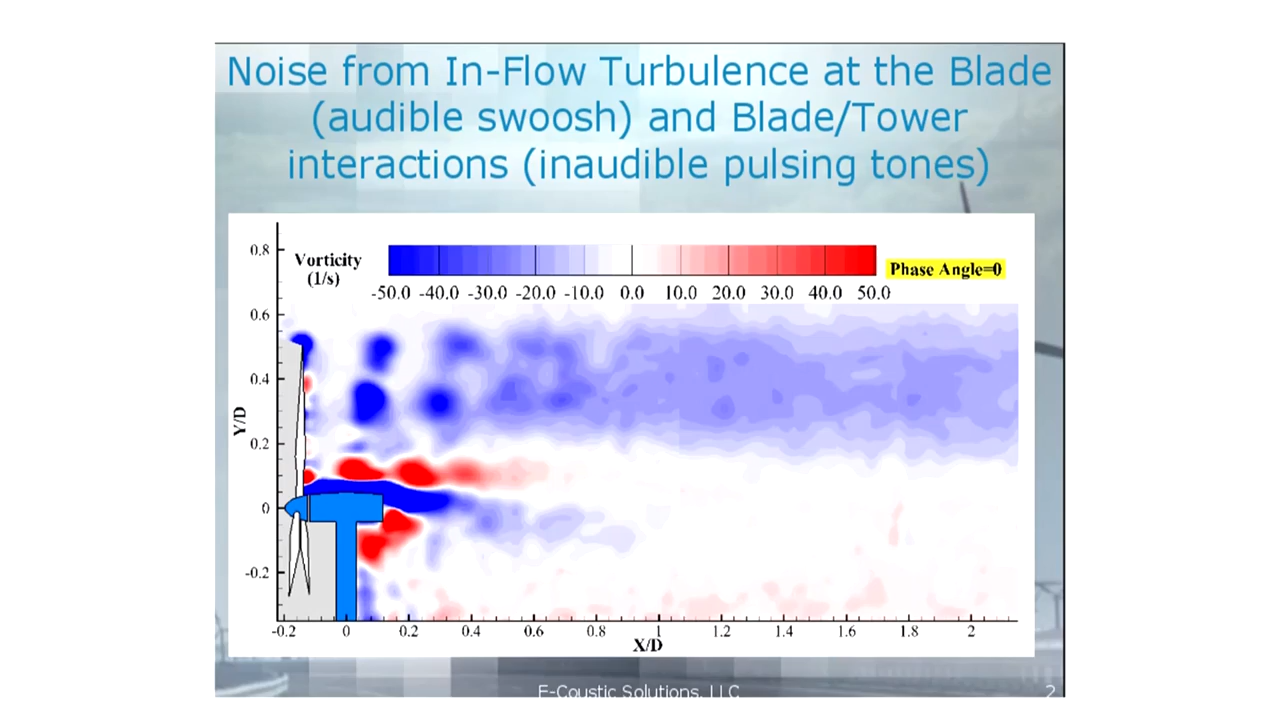 Noise from In-Flow Turbulence at the Blade
(audible swoosh) and Blade/Tower
interactions (inaudible pulsing tones)
Vorticity
(1/s)
-50.0 -40.0 -30.0 -20.0 -10.0 0.0 10.0 20.0 30.0 40.0 50.0
Phase Angle=0
0.8
0.6
0.4
0.2
0
-0.2
Y/D
-0.2 0 0.2 0.4 0.6 0.8 1 1.2 1.4 1.6 1.8 2
X/D
E-Coustic Solutions, LLC
2